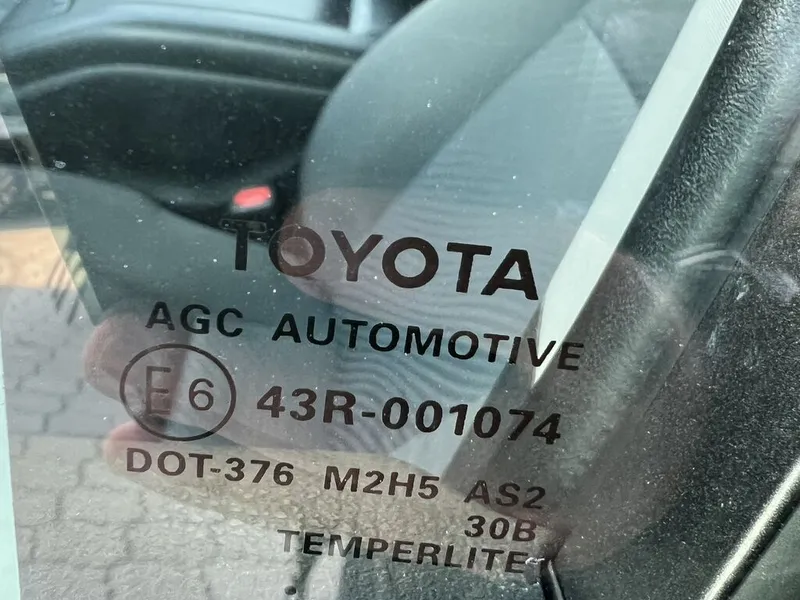 TOYOTA
AGC AUTOMOTIVE
E6 43R-001074
DOT-376 M2H5 AS2
30B
TEMPERLITE